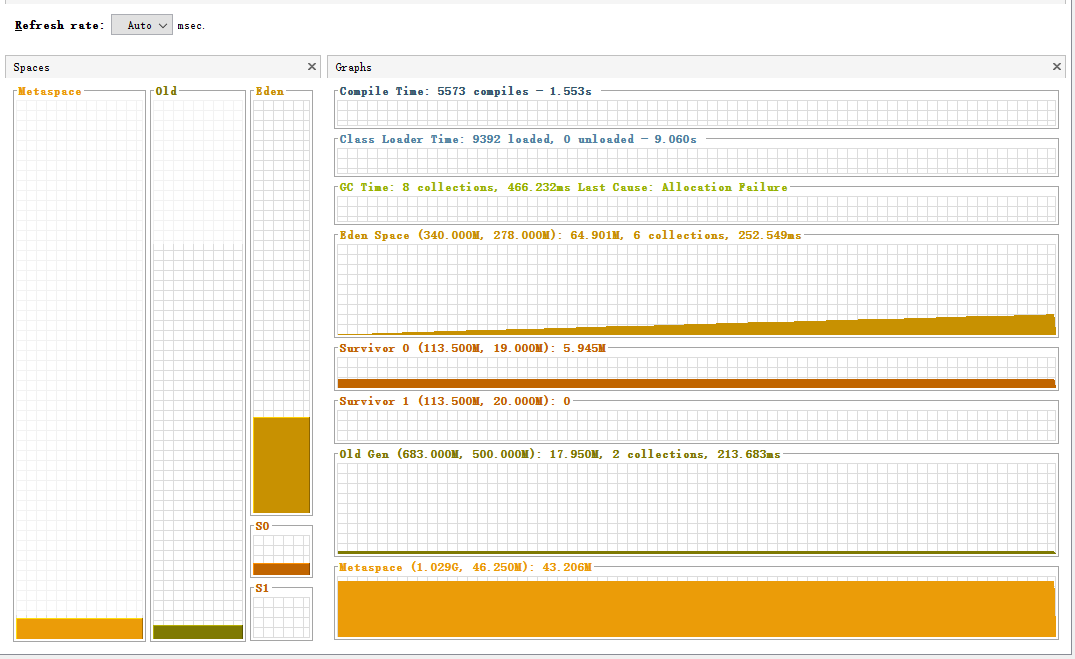 Refresh rate: Auto msec.
Spaces
Metaspace
Old
Eden
S0
S1
Graphs
Compile Time: 5573 compiles - 1.553s
Class Loader Time: 9392 loaded, 0 unloaded - 9.060s
GC Time: 8 collections, 466.232ms Last Cause: Allocation Failure
Eden Space (340.000M, 278.000M): 64.901M, 6 collections, 252.549ms
Survivor 0 (113.500M, 19.000M): 5.945M
Survivor 1 (113.500M, 20.000M): 0
Old Gen (683.000M, 500.000M): 17.950M, 2 collections, 213.683ms
Metaspace (1.029G, 46.250M): 43.206M